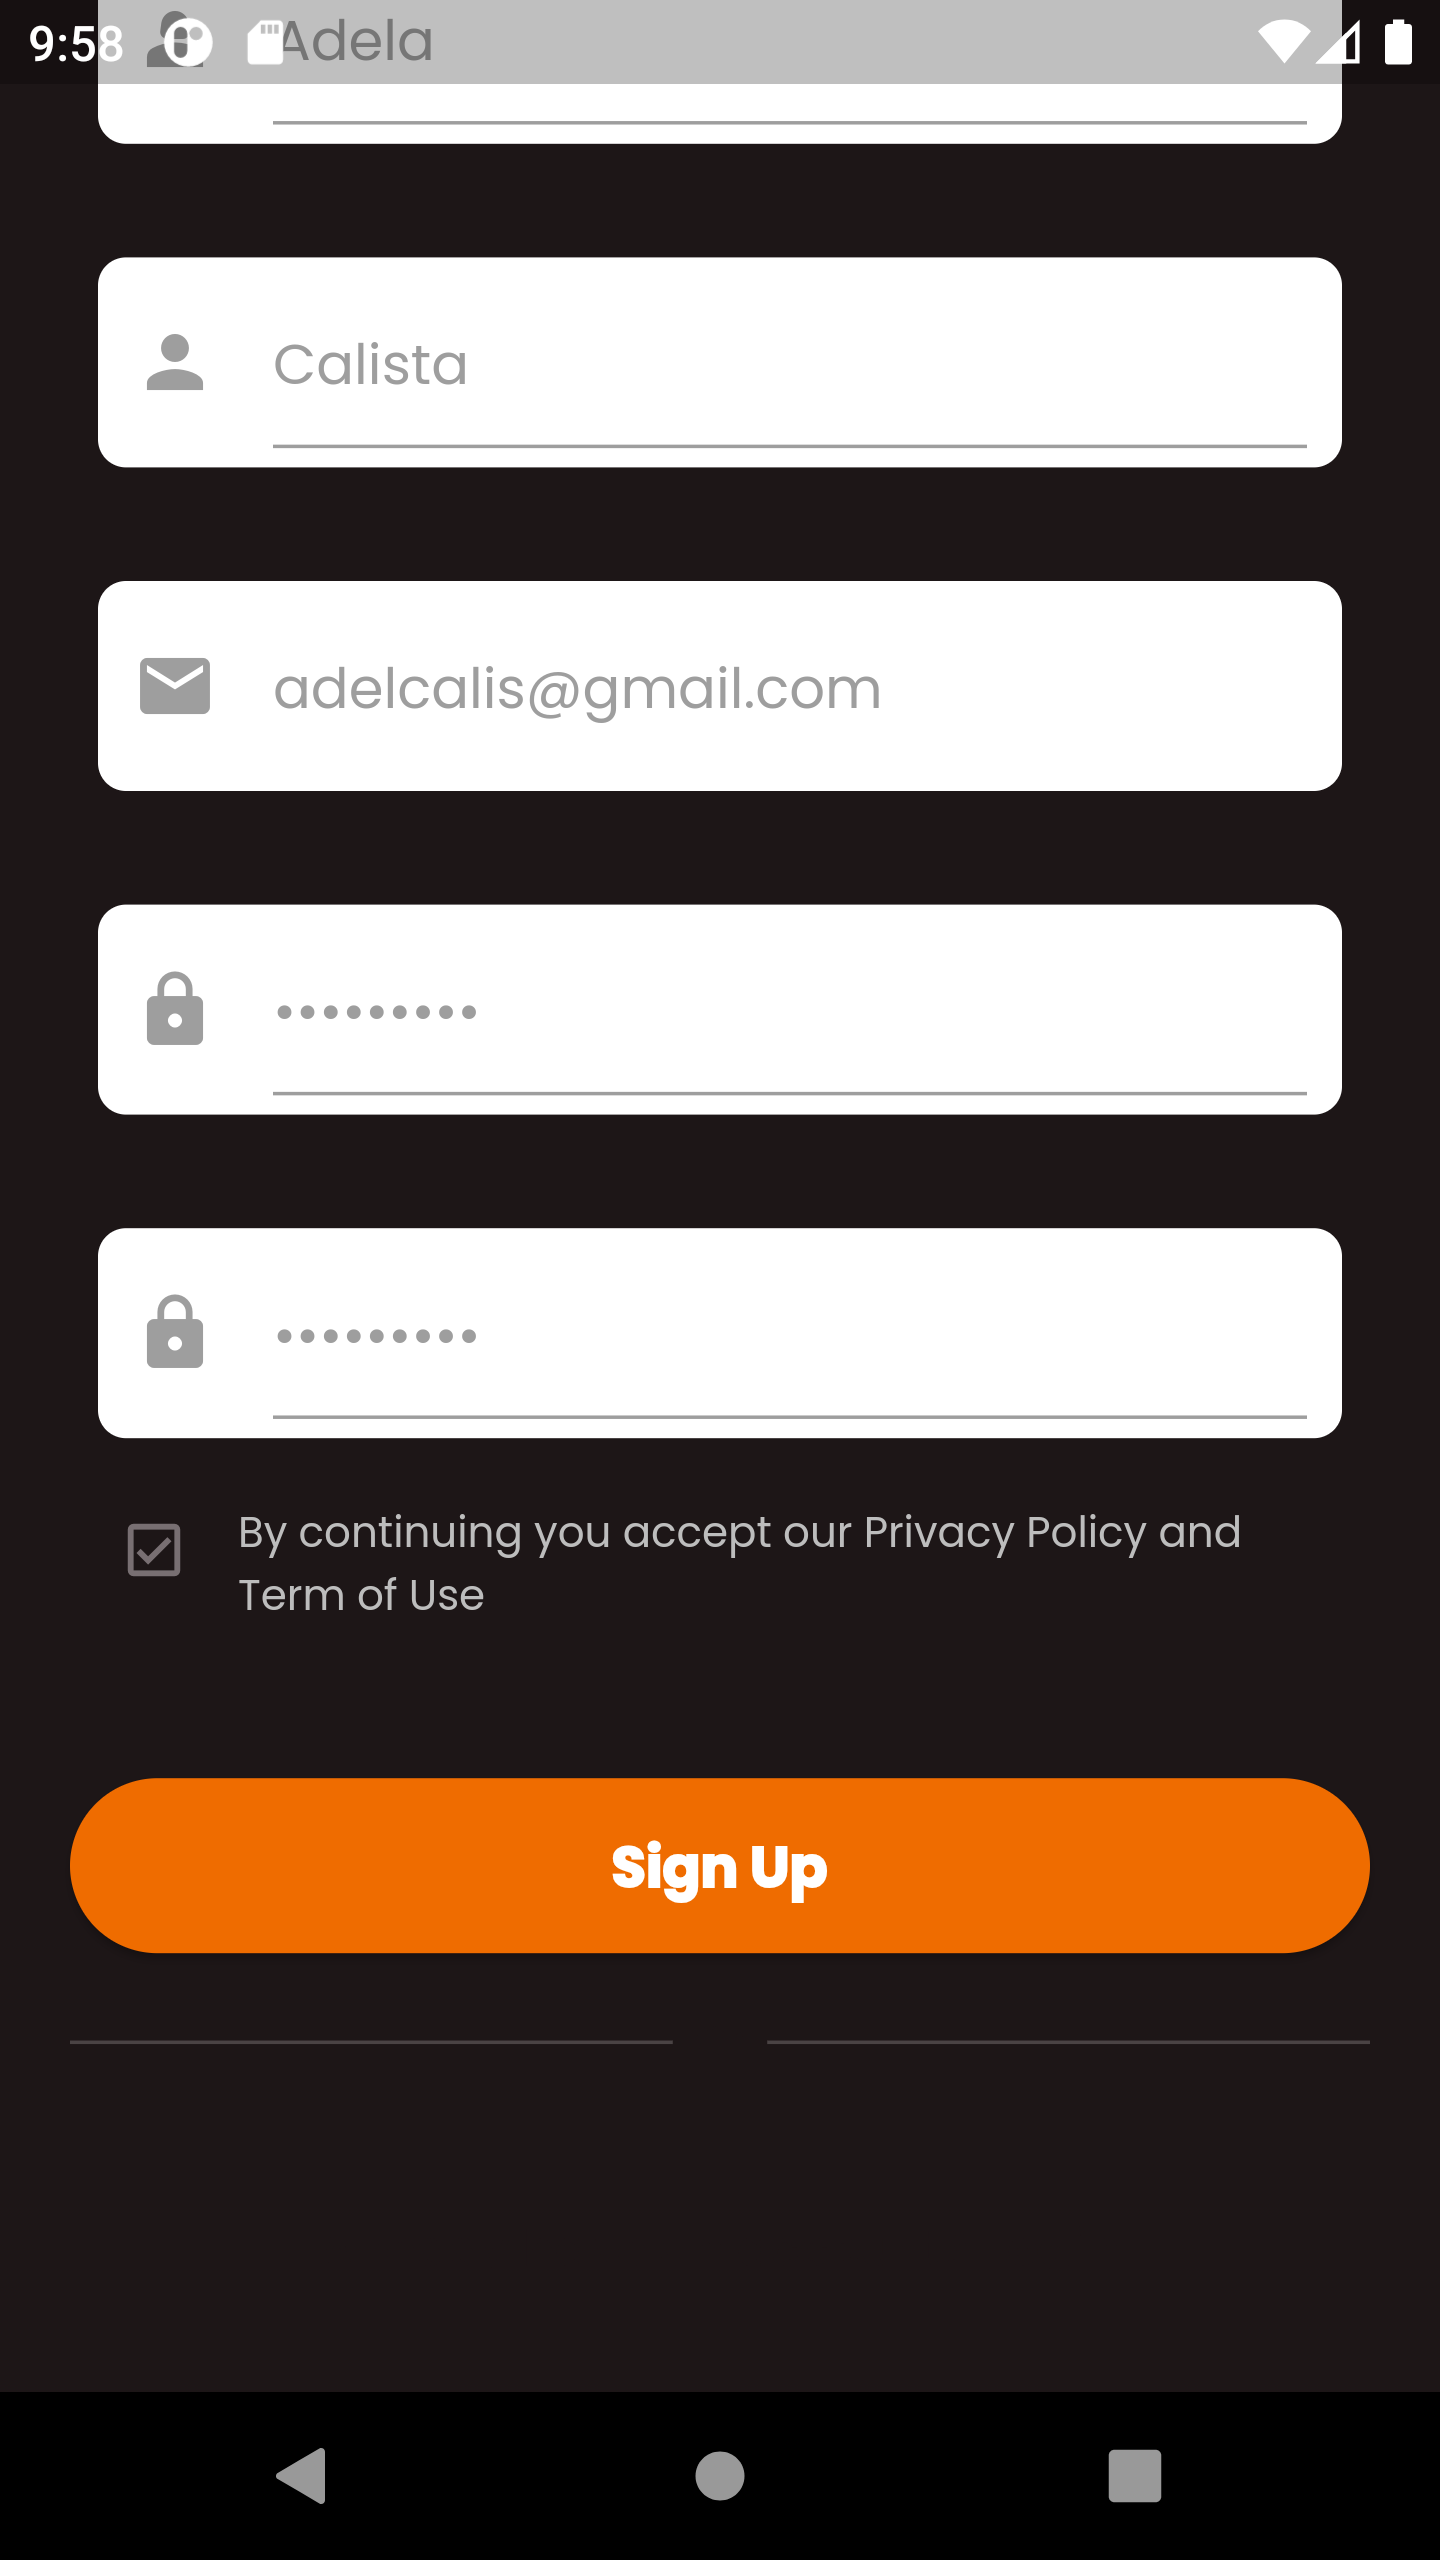 9:58
Adela
Calista
adelcalis@gmail.com
•••••••••
•••••••••
By continuing you accept our Privacy Policy and
Term of Use
Sign Up